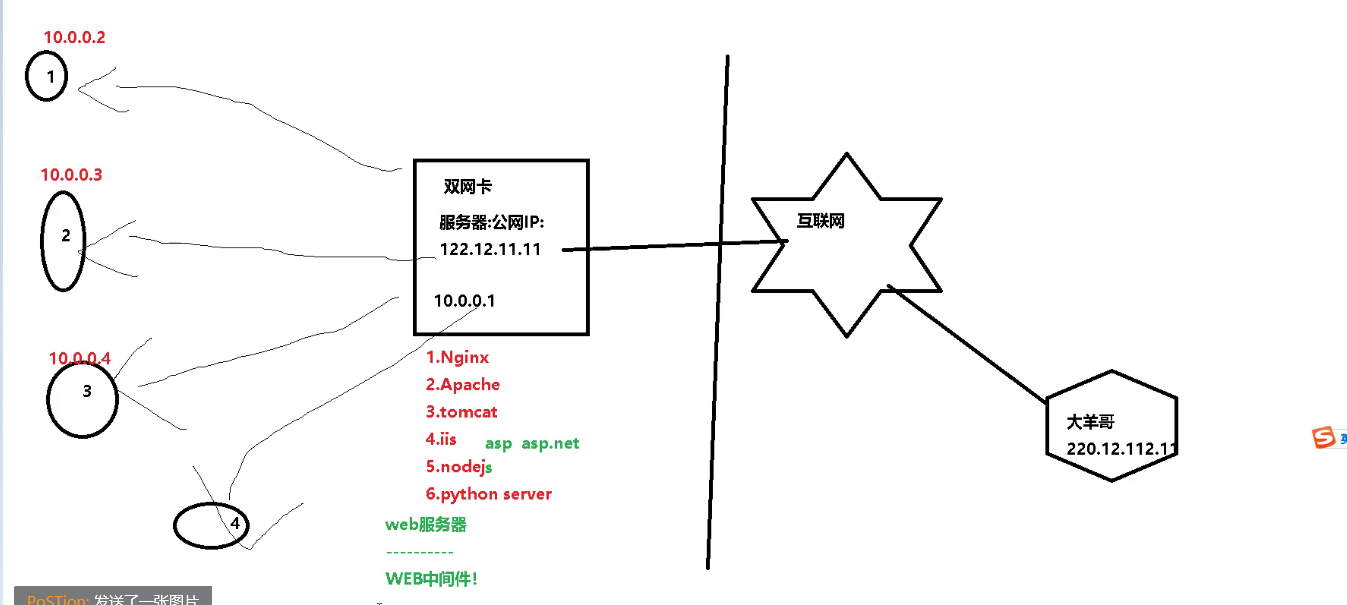 10.0.0.2
1
10.0.0.3
2
10.0.0.4
3
4
双网卡
服务器:公网IP:
122.12.11.11
10.0.0.1
1.Nginx
2.Apache
3.tomcat
4.iis asp asp.net
5.nodejs
6.python server
web服务器
----------
WEB中间件!
互联网
大羊哥
220.12.112.11
S 英
PoSTion: 发送了一张图片